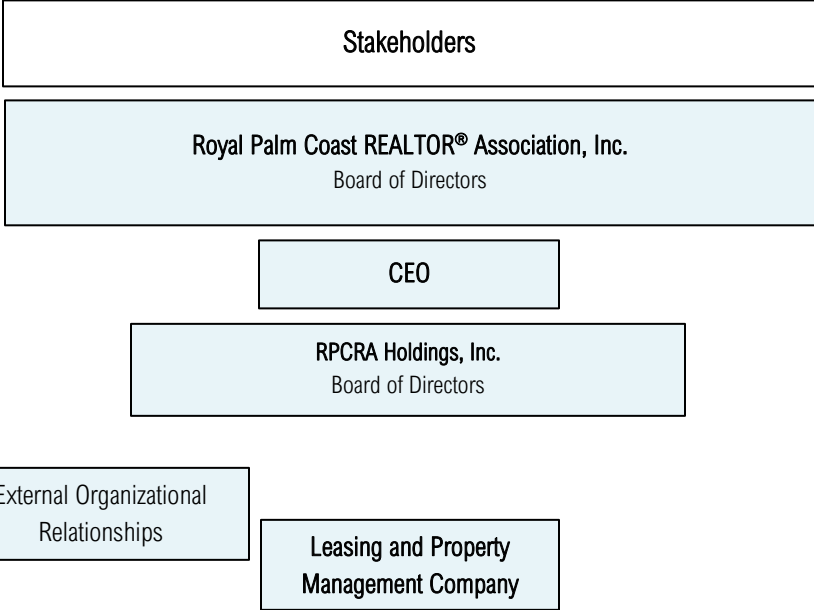 Stakeholders
Royal Palm Coast REALTOR® Association, Inc.
Board of Directors
CEO
RPCRA Holdings, Inc.
Board of Directors
External Organizational
Relationships
Leasing and Property
Management Company